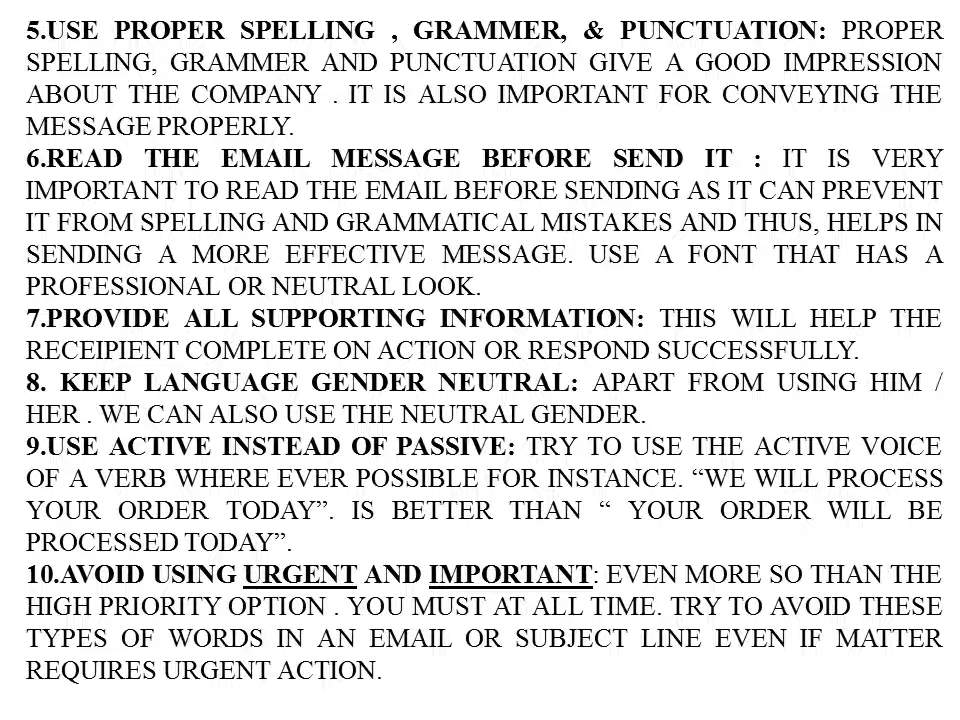 5.USE PROPER SPELLING , GRAMMER, & PUNCTUATION: PROPER
SPELLING, GRAMMER AND PUNCTUATION GIVE A GOOD IMPRESSION
ABOUT THE COMPANY . IT IS ALSO IMPORTANT FOR CONVEYING THE
MESSAGE PROPERLY.
6.READ THE EMAIL MESSAGE BEFORE SEND IT : IT IS VERY
IMPORTANT TO READ THE EMAIL BEFORE SENDING AS IT CAN PREVENT
IT FROM SPELLING AND GRAMMATICAL MISTAKES AND THUS, HELPS IN
SENDING A MORE EFFECTIVE MESSAGE. USE A FONT THAT HAS A
PROFESSIONAL OR NEUTRAL LOOK.
7.PROVIDE ALL SUPPORTING INFORMATION: THIS WILL HELP THE
RECEIPIENT COMPLETE ON ACTION OR RESPOND SUCCESSFULLY.
8. KEEP LANGUAGE GENDER NEUTRAL: APART FROM USING HIM /
HER . WE CAN ALSO USE THE NEUTRAL GENDER.
9.USE ACTIVE INSTEAD OF PASSIVE: TRY TO USE THE ACTIVE VOICE
OF A VERB WHERE EVER POSSIBLE FOR INSTANCE. “WE WILL PROCESS
YOUR ORDER TODAY”. IS BETTER THAN “ YOUR ORDER WILL BE
PROCESSED TODAY”.
10.AVOID USING URGENT AND IMPORTANT: EVEN MORE SO THAN THE
HIGH PRIORITY OPTION . YOU MUST AT ALL TIME. TRY TO AVOID THESE
TYPES OF WORDS IN AN EMAIL OR SUBJECT LINE EVEN IF MATTER
REQUIRES URGENT ACTION.